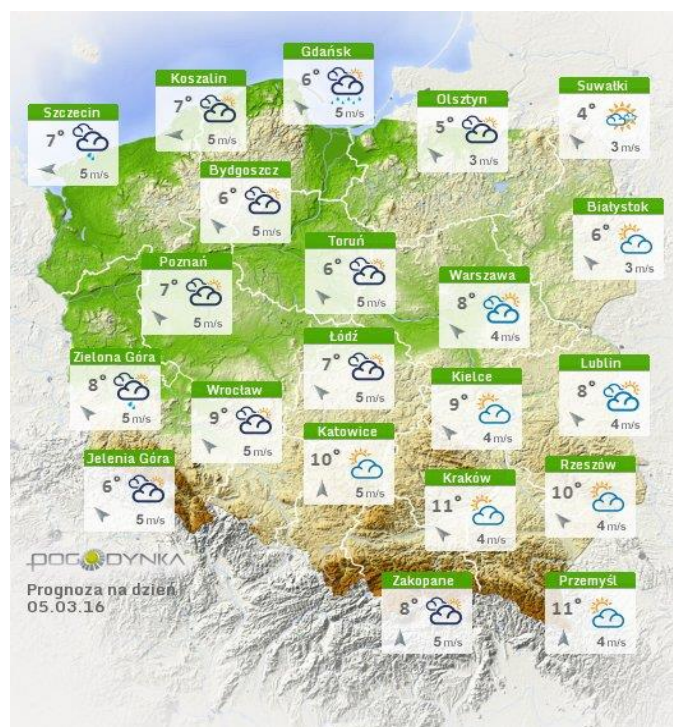 Gdańsk
6°
5 m/s
Koszalin
7°
5 m/s
Suwałki
4°
3 m/s
Olsztyn
5°
3 m/s
Szczecin
7°
5 m/s
Bydgoszcz
6°
5 m/s
Białystok
6°
3 m/s
Toruń
6°
5 m/s
Poznań
7°
5 m/s
Warszawa
8°
4 m/s
Łódź
7°
5 m/s
Zielona Góra
8°
5 m/s
Lublin
8°
4 m/s
Kielce
9°
4 m/s
Wrocław
9°
5 m/s
Katowice
10°
5 m/s
Jelenia Góra
6°
5 m/s
Rzeszów
10°
4 m/s
Kraków
11°
4 m/s
POGODYNKA
Prognoza na dzień
05.03.16
Zakopane
8°
5 m/s
Przemyśl
11°
4 m/s